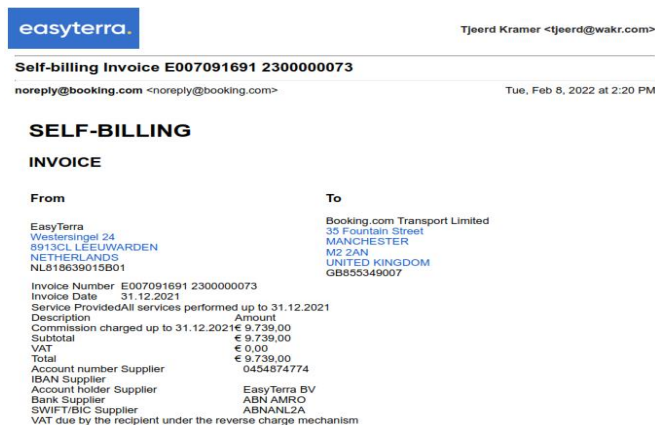 easyterra.
Tjeerd Kramer <tjeerd@wakr.com>
Self-billing Invoice E007091691 2300000073
noreply@booking.com <noreply@booking.com>
Tue, Feb 8, 2022 at 2:20 PM
SELF-BILLING
INVOICE
From
EasyTerra
Westersingel 24
8913CL LEEUWARDEN
NETHERLANDS
NL818639015B01
To
Booking.com Transport Limited
35 Fountain Street
MANCHESTER
M2 2AN
UNITED KINGDOM
GB855349007
Invoice Number E007091691 2300000073
Invoice Date 31.12.2021
Service ProvidedAll services performed up to 31.12.2021
Description Amount
Commission charged up to 31.12.2021€ 9.739,00
Subtotal € 9.739,00
VAT € 0,00
Total € 9.739,00
Account number Supplier 0454874774
IBAN Supplier
Account holder Supplier EasyTerra BV
Bank Supplier ABN AMRO
SWIFT/BIC Supplier ABNANL2A
VAT due by the recipient under the reverse charge mechanism